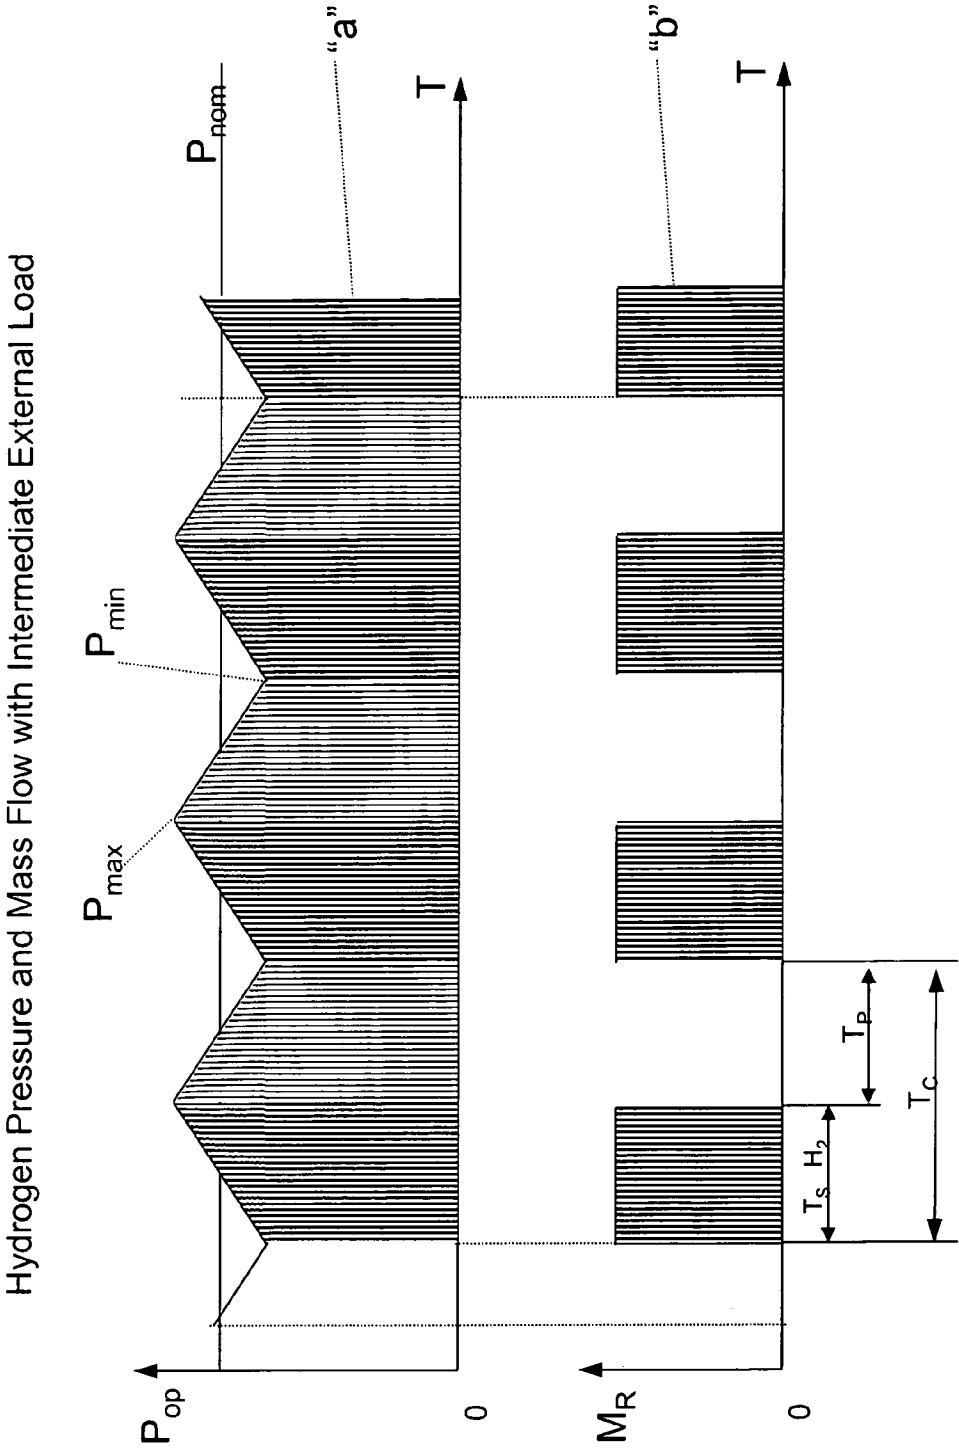 Hydrogen Pressure and Mass Flow with Intermediate External Load
P_op
P_max
P_min
P_nom
"a"
0
T
M_R
"b"
0
T
T_S H_2
T_P
T_C